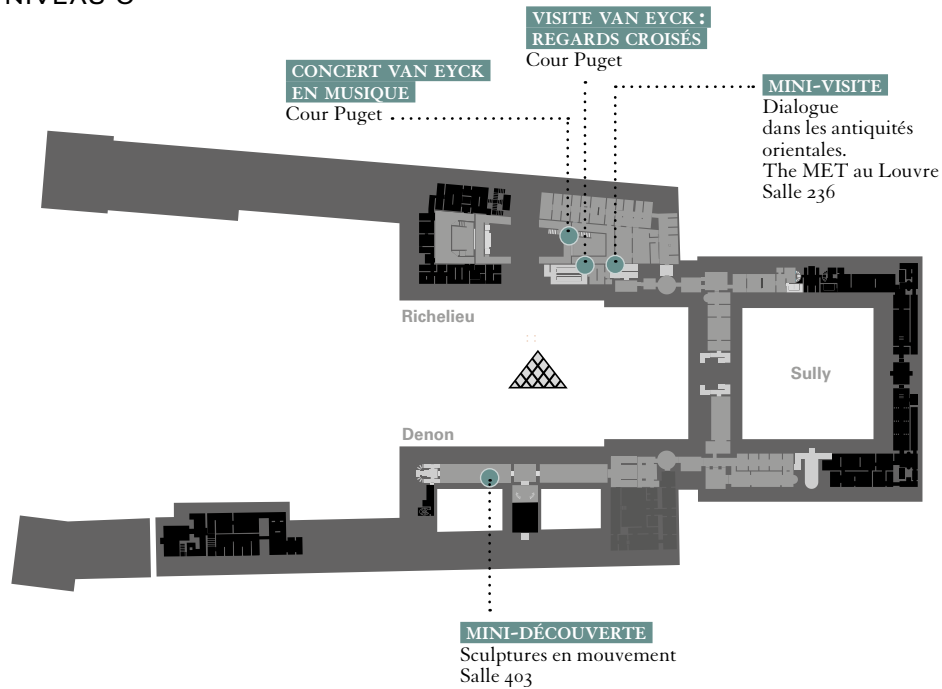 NIVEAU 0
VISITE VAN EYCK :
REGARDS CROISÉS
Cour Puget
CONCERT VAN EYCK
EN MUSIQUE
Cour Puget
MINI-VISITE
Dialogue
dans les antiquités
orientales.
The MET au Louvre
Salle 236
Richelieu
Sully
Denon
MINI-DÉCOUVERTE
Sculptures en mouvement
Salle 403